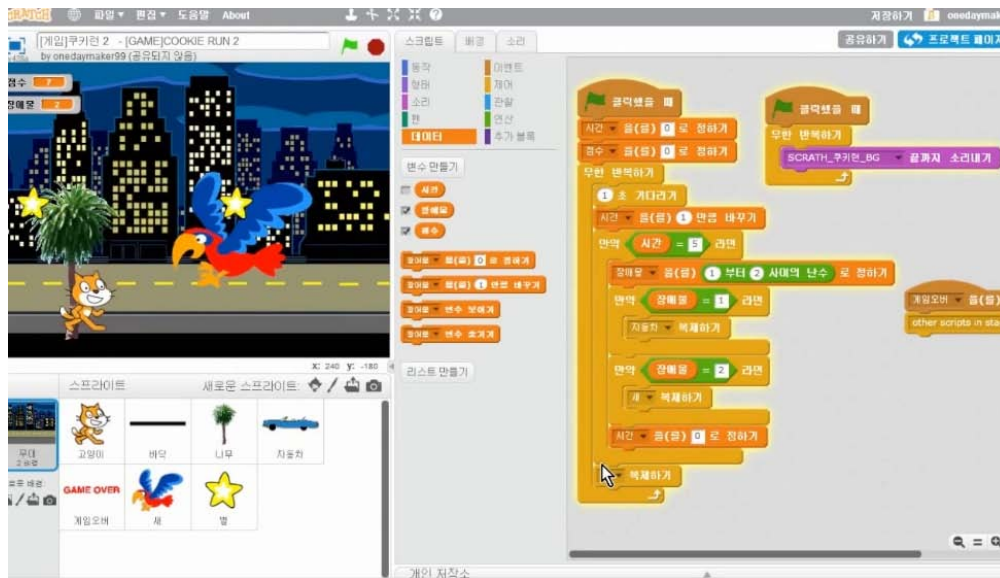 SCRATCH 파일 편집 도움말 About 저장하기 onedaymake
[게임]쿠키런 2 - [GAME]COOKIE RUN 2
by onedaymaker99 (공유되지 않음)
점수 7
장애물 2
x: 240 y: -180
스크립트 배경 소리
공유하기 프로젝트 페이지
동작 이벤트
형태 제어
소리 관찰
펜 연산
데이터 추가 블록
변수 만들기
시간
장애물
점수
장애물 을(를) 0 로 정하기
장애물 을(를) 1 만큼 바꾸기
장애물 변수 보이기
장애물 변수 숨기기
리스트 만들기
클릭했을 때
시간 을(를) 0 로 정하기
점수 을(를) 0 로 정하기
무한 반복하기
1 초 기다리기
시간 을(를) 1 만큼 바꾸기
만약 시간 = 5 라면
장애물 을(를) 1 부터 2 사이의 난수 로 정하기
만약 장애물 = 1 라면
자동차 복제하기
만약 장애물 = 2 라면
새 복제하기
시간 을(를) 0 로 정하기
복제하기
클릭했을 때
무한 반복하기
SCRATH_쿠키런_BG 끝까지 소리내기
게임오버 을(를)
other scripts in sta
스프라이트 새로운 스프라이트:
무대
2 배경
새로운 배경:
고양이 바닥 나무 자동차
GAME OVER
게임오버 새 별
개인 저장소